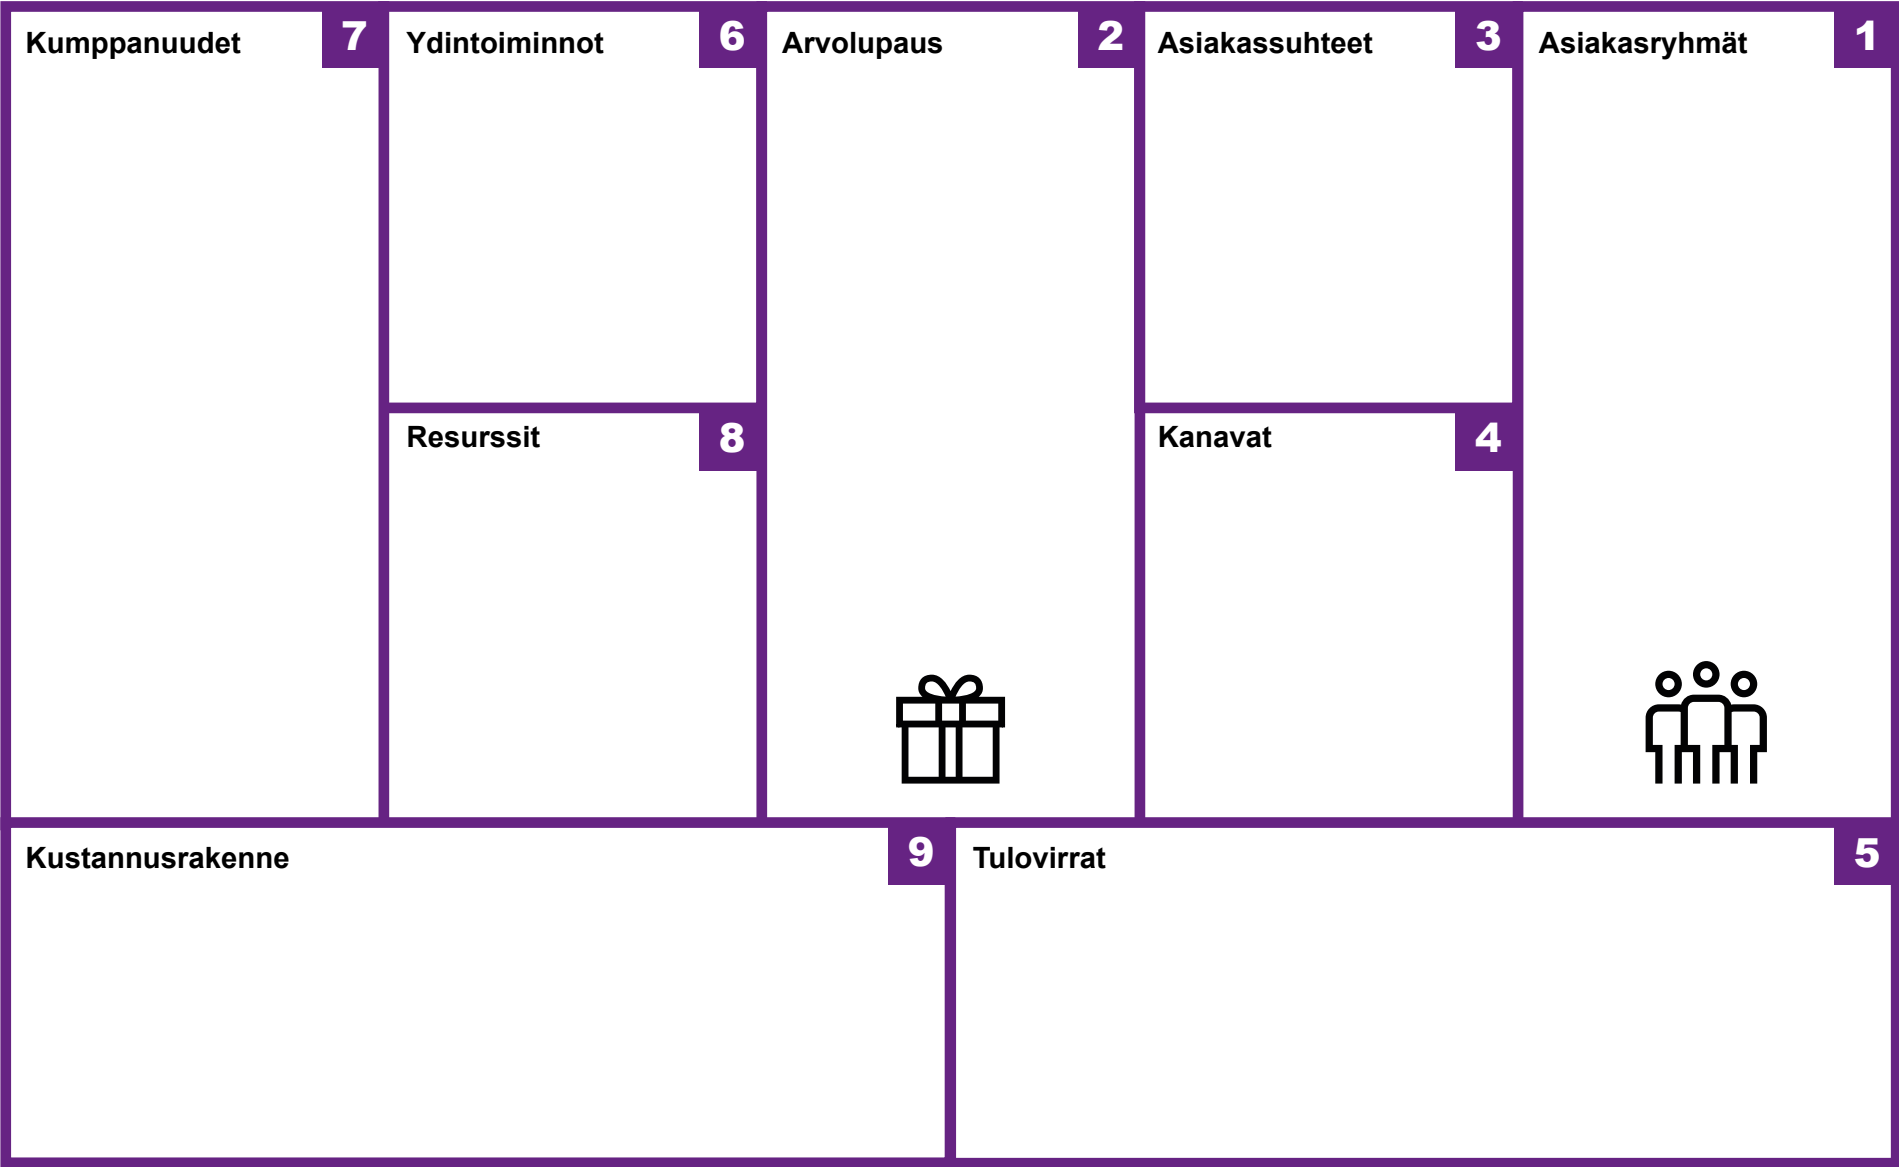 Kumppanuudet 7
Ydintoiminnot 6
Arvolupaus 2
Asiakassuhteet 3
Asiakasryhmät 1
Resurssit 8
Kanavat 4
Kustannusrakenne 9
Tulovirrat 5